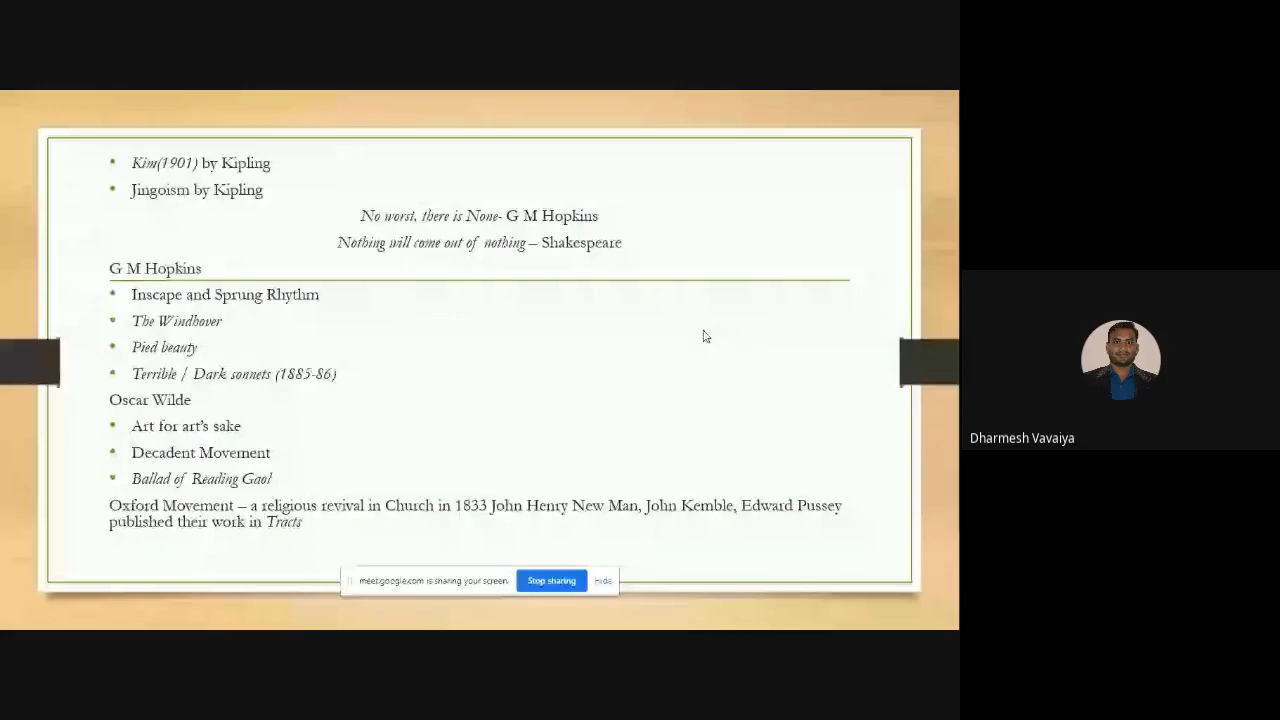 • Kim(1901) by Kipling
• Jingoism by Kipling
No worst, there is None- G M Hopkins
Nothing will come out of nothing – Shakespeare
G M Hopkins
• Inscape and Sprung Rhythm
• The Windhover
• Pied beauty
• Terrible / Dark sonnets (1885-86)
Oscar Wilde
• Art for art's sake
• Decadent Movement
• Ballad of Reading Gaol
Oxford Movement – a religious revival in Church in 1833 John Henry New Man, John Kemble, Edward Pussey
published their work in Tracts
meet.google.com is sharing your screen. Stop sharing Hide
Dharmesh Vavaiya